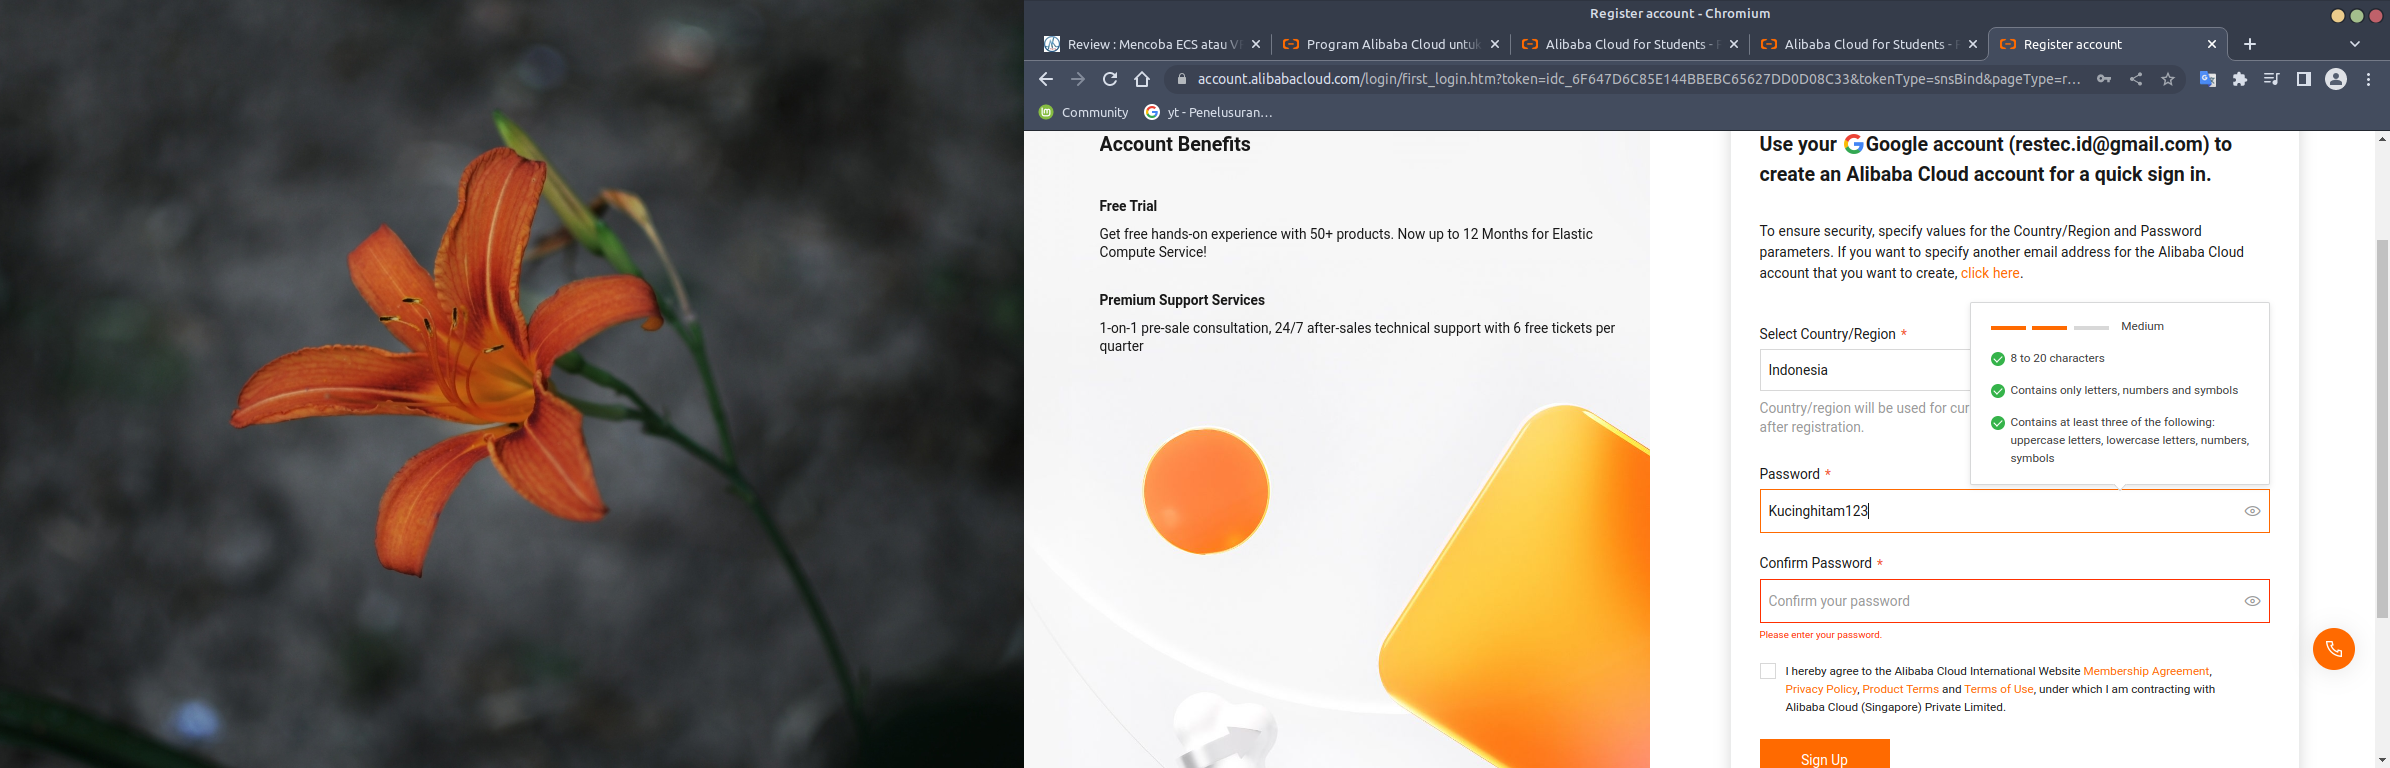 Register account - Chromium
Review : Mencoba ECS atau V
Program Alibaba Cloud untuk
Alibaba Cloud for Students -
Alibaba Cloud for Students -
Register account
account.alibabacloud.com/login/first_login.htm?token=idc_6F647D6C85E144BBEBC65627DD0D08C33&tokenType=snsBind&pageType=r...
Community
yt - Penelusuran...
Account Benefits
Free Trial
Get free hands-on experience with 50+ products. Now up to 12 Months for Elastic
Compute Service!
Premium Support Services
1-on-1 pre-sale consultation, 24/7 after-sales technical support with 6 free tickets per
quarter
Use your Google account (restec.id@gmail.com) to
create an Alibaba Cloud account for a quick sign in.
To ensure security, specify values for the Country/Region and Password
parameters. If you want to specify another email address for the Alibaba Cloud
account that you want to create, click here.
Select Country/Region *
Indonesia
Country/region will be used for cur
after registration.
Medium
8 to 20 characters
Contains only letters, numbers and symbols
Contains at least three of the following:
uppercase letters, lowercase letters, numbers,
symbols
Password *
Kucinghitam123
Confirm Password *
Confirm your password
Please enter your password.
I hereby agree to the Alibaba Cloud International Website Membership Agreement,
Privacy Policy, Product Terms and Terms of Use, under which I am contracting with
Alibaba Cloud (Singapore) Private Limited.
Sign Up